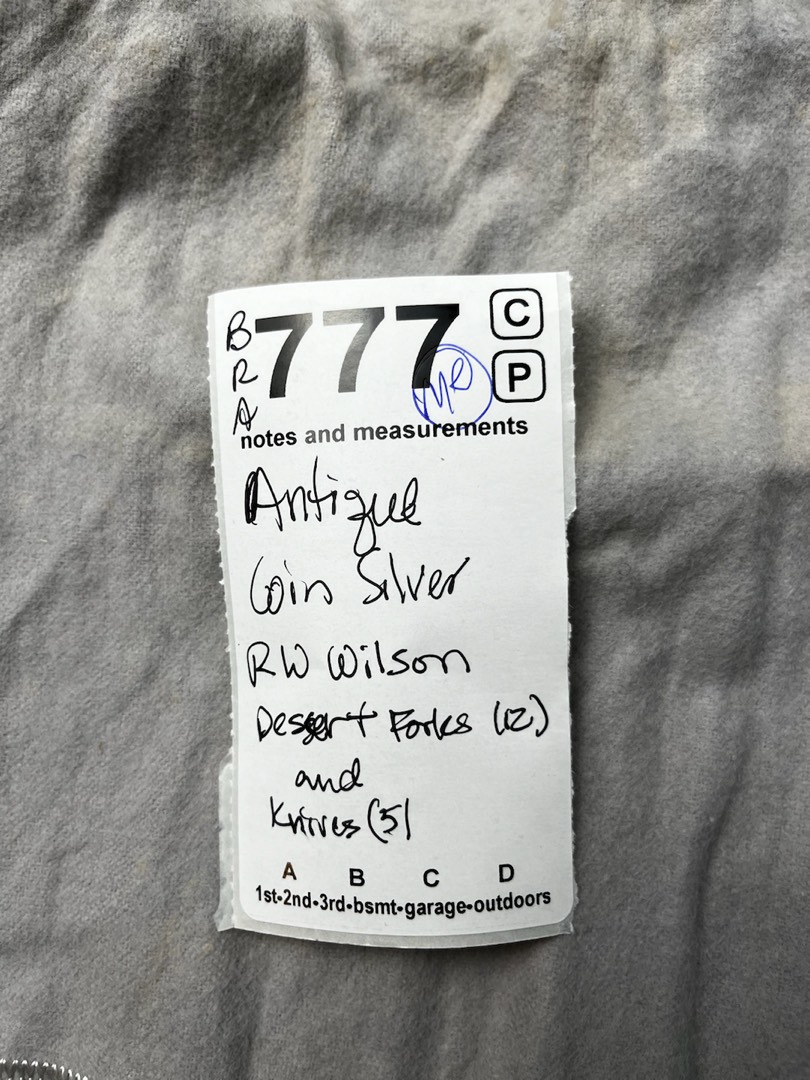 B
R
A
777
C
P
MR
notes and measurements
Antique
Coin Silver
RW Wilson
Dessert Forks (12)
and
Knives (5)
A B C D
1st•2nd•3rd•bsmt•garage•outdoors